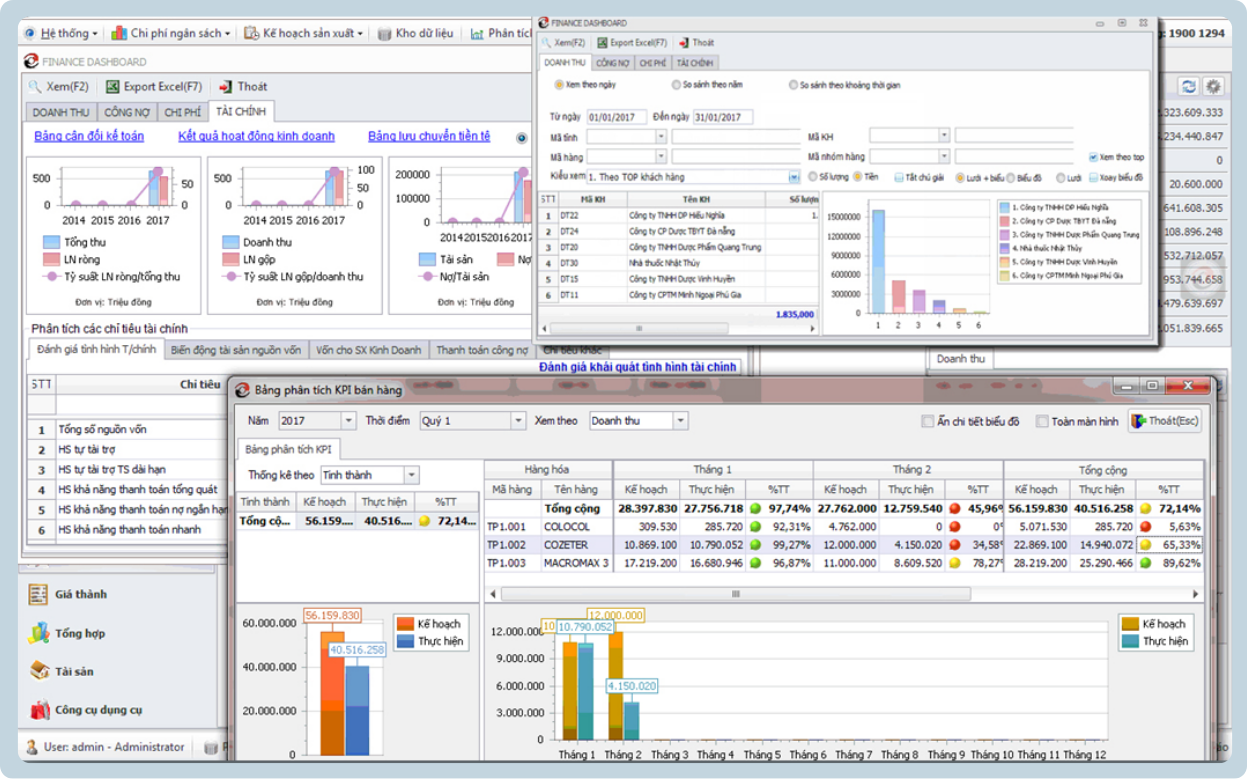 Hệ thống
Chi phí ngân sách
Kế hoạch sản xuất
Kho dữ liệu
Phân tích
: 1900 1294
FINANCE DASHBOARD
Xem(F2) Export Excel(F7) Thoát
DOANH THU CÔNG NỢ CHI PHÍ TÀI CHÍNH
Bảng cân đối kế toán Kết quả hoạt động kinh doanh Bảng lưu chuyển tiền tệ
500
0
50
0
2014 2015 2016 2017
Tổng thu
LN ròng
Tỷ suất LN ròng/tổng thu
Đơn vị: Triệu đồng
500
0
100
50
0
2014 2015 2016 2017
Doanh thu
LN gộp
Tỷ suất LN gộp/doanh thu
Đơn vị: Triệu đồng
200000
100000
0
2014 2015 2016 2017
Tài sản
Nợ/Tài sản
Đơn vị: Triệu đồng
FINANCE DASHBOARD
Xem(F2) Export Excel(F7) Thoát
DOANH THU CÔNG NỢ CHI PHÍ TÀI CHÍNH
Xem theo ngày So sánh theo năm So sánh theo khoảng thời gian
Từ ngày 01/01/2017 Đến ngày 31/01/2017
Mã tỉnh Mã KH
Mã hàng Mã nhóm hàng Xem theo top
Kiểu xem 1. Theo TOP khách hàng Số lượng Tiền Tắt chú giải Lưới + biểu Biểu đồ Lưới Xoay biểu đồ
STT Mã KH Tên KH Số lượn
1 DT22 Công ty TNHH DP Hiếu Nghĩa 1.
2 DT24 Công ty CP Dược TBYT Đà nẵng
3 DT20 Công ty TNHH Dược Phẩm Quang Trung
4 DT30 Nhà thuốc Nhật Thủy
5 DT15 Công ty TNHH Dược Vinh Huyền
6 DT11 Công ty CPTM Minh Ngoại Phú Gia
1.835,000
15000000
12000000
9000000
6000000
3000000
0
1 2 3 4 5 6
1. Công ty TNHH DP Hiếu Nghĩa
2. Công ty CP Dược TBYT Đà nẵng
3. Công ty TNHH Dược Phẩm Quang Trung
4. Nhà thuốc Nhật Thủy
5. Công ty TNHH Dược Vinh Huyền
6. Công ty CPTM Minh Ngoại Phú Gia
.323.609.333
.234.440.847
0
20.600.000
641.608.305
108.896.248
532.712.057
953.744.658
.479.639.697
.051.839.665
Doanh thu
Phân tích các chỉ tiêu tài chính
Đánh giá tình hình T/chính Biến động tài sản nguồn vốn Vốn cho SX Kinh Doanh Thanh toán công nợ Chỉ tiêu khác
Đánh giá khái quát tình hình tài chính
STT Chỉ tiêu
1 Tổng số nguồn vốn
2 HS tự tài trợ
3 HS tự tài trợ TS dài hạn
4 HS khả năng thanh toán tổng quát
5 HS khả năng thanh toán nợ ngắn hạn
6 HS khả năng thanh toán nhanh
Giá thành
Tổng hợp
Tài sản
Công cụ dụng cụ
User: admin - Administrator
Bảng phân tích KPI bán hàng
Năm 2017 Thời điểm Quý 1 Xem theo Doanh thu Ẩn chi tiết biểu đồ Toàn màn hình Thoát(Esc)
Bảng phân tích KPI
Thống kê theo Tỉnh thành
Tỉnh thành Kế hoạch Thực hiện %TT
Tổng cộ... 56.159.... 40.516.... 72,14...
Hàng hóa Tháng 1 Tháng 2 Tổng cộng
Mã hàng Tên hàng Kế hoạch Thực hiện %TT Kế hoạch Thực hiện %TT Kế hoạch Thực hiện %TT
Tổng cộng 28.397.830 27.756.718 97,74% 27.762.000 12.759.540 45,96% 56.159.830 40.516.258 72,14%
TP1.001 COLOCOL 309.530 285.720 92,31% 4.762.000 0 0% 5.071.530 285.720 5,63%
TP1.002 COZETER 10.869.100 10.790.052 99,27% 12.000.000 4.150.020 34,58% 22.869.100 14.940.072 65,33%
TP1.003 MACROMAX 3 17.219.200 16.680.946 96,87% 11.000.000 8.609.520 78,27% 28.219.200 25.290.466 89,62%
60.000.000
40.000.000
20.000.000
0
56.159.830
40.516.258
Kế hoạch
Thực hiện
12.000.000
9.000.000
6.000.000
3.000.000
0
10
10.790.052
12.000.000
4.150.020
Kế hoạch
Thực hiện
Tháng 1 Tháng 2 Tháng 3 Tháng 4 Tháng 5 Tháng 6 Tháng 7 Tháng 8 Tháng 9 Tháng 10 Tháng 11 Tháng 12